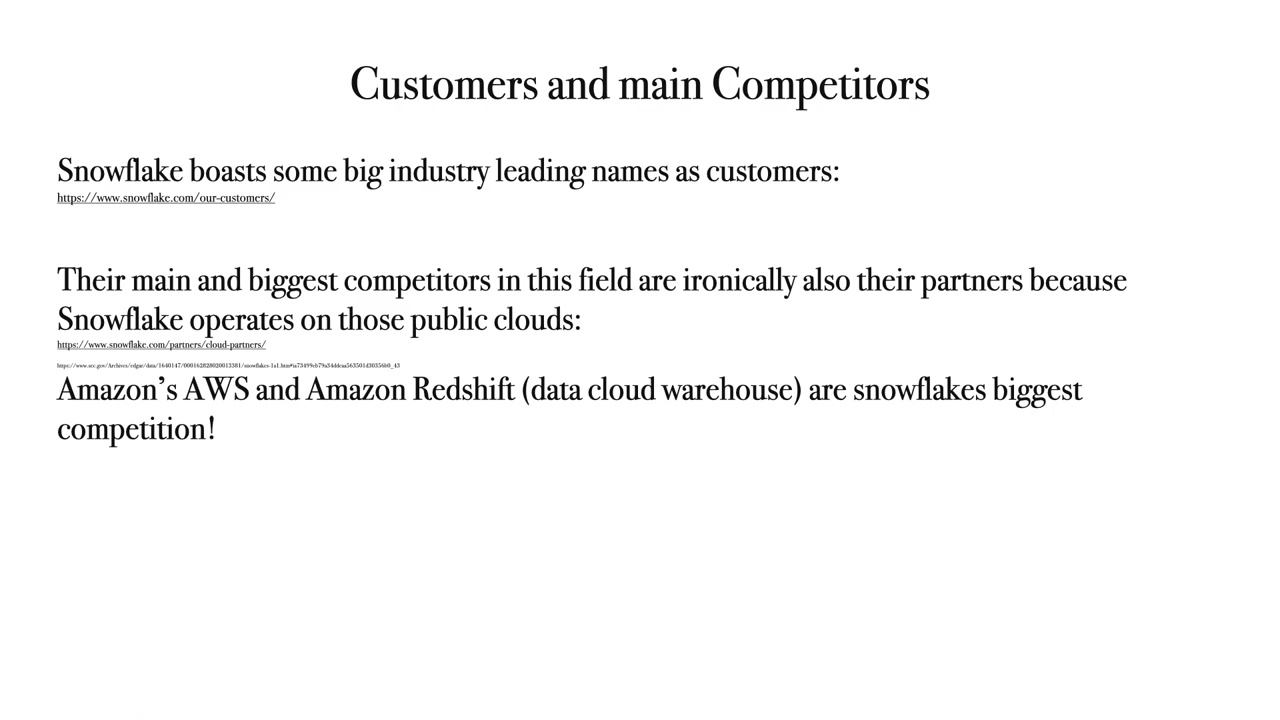 Customers and main Competitors
Snowflake boasts some big industry leading names as customers:
https://www.snowflake.com/our-customers/
Their main and biggest competitors in this field are ironically also their partners because
Snowflake operates on those public clouds:
https://www.snowflake.com/partners/cloud-partners/
Amazon’s AWS and Amazon Redshift (data cloud warehouse) are snowflakes biggest
competition!